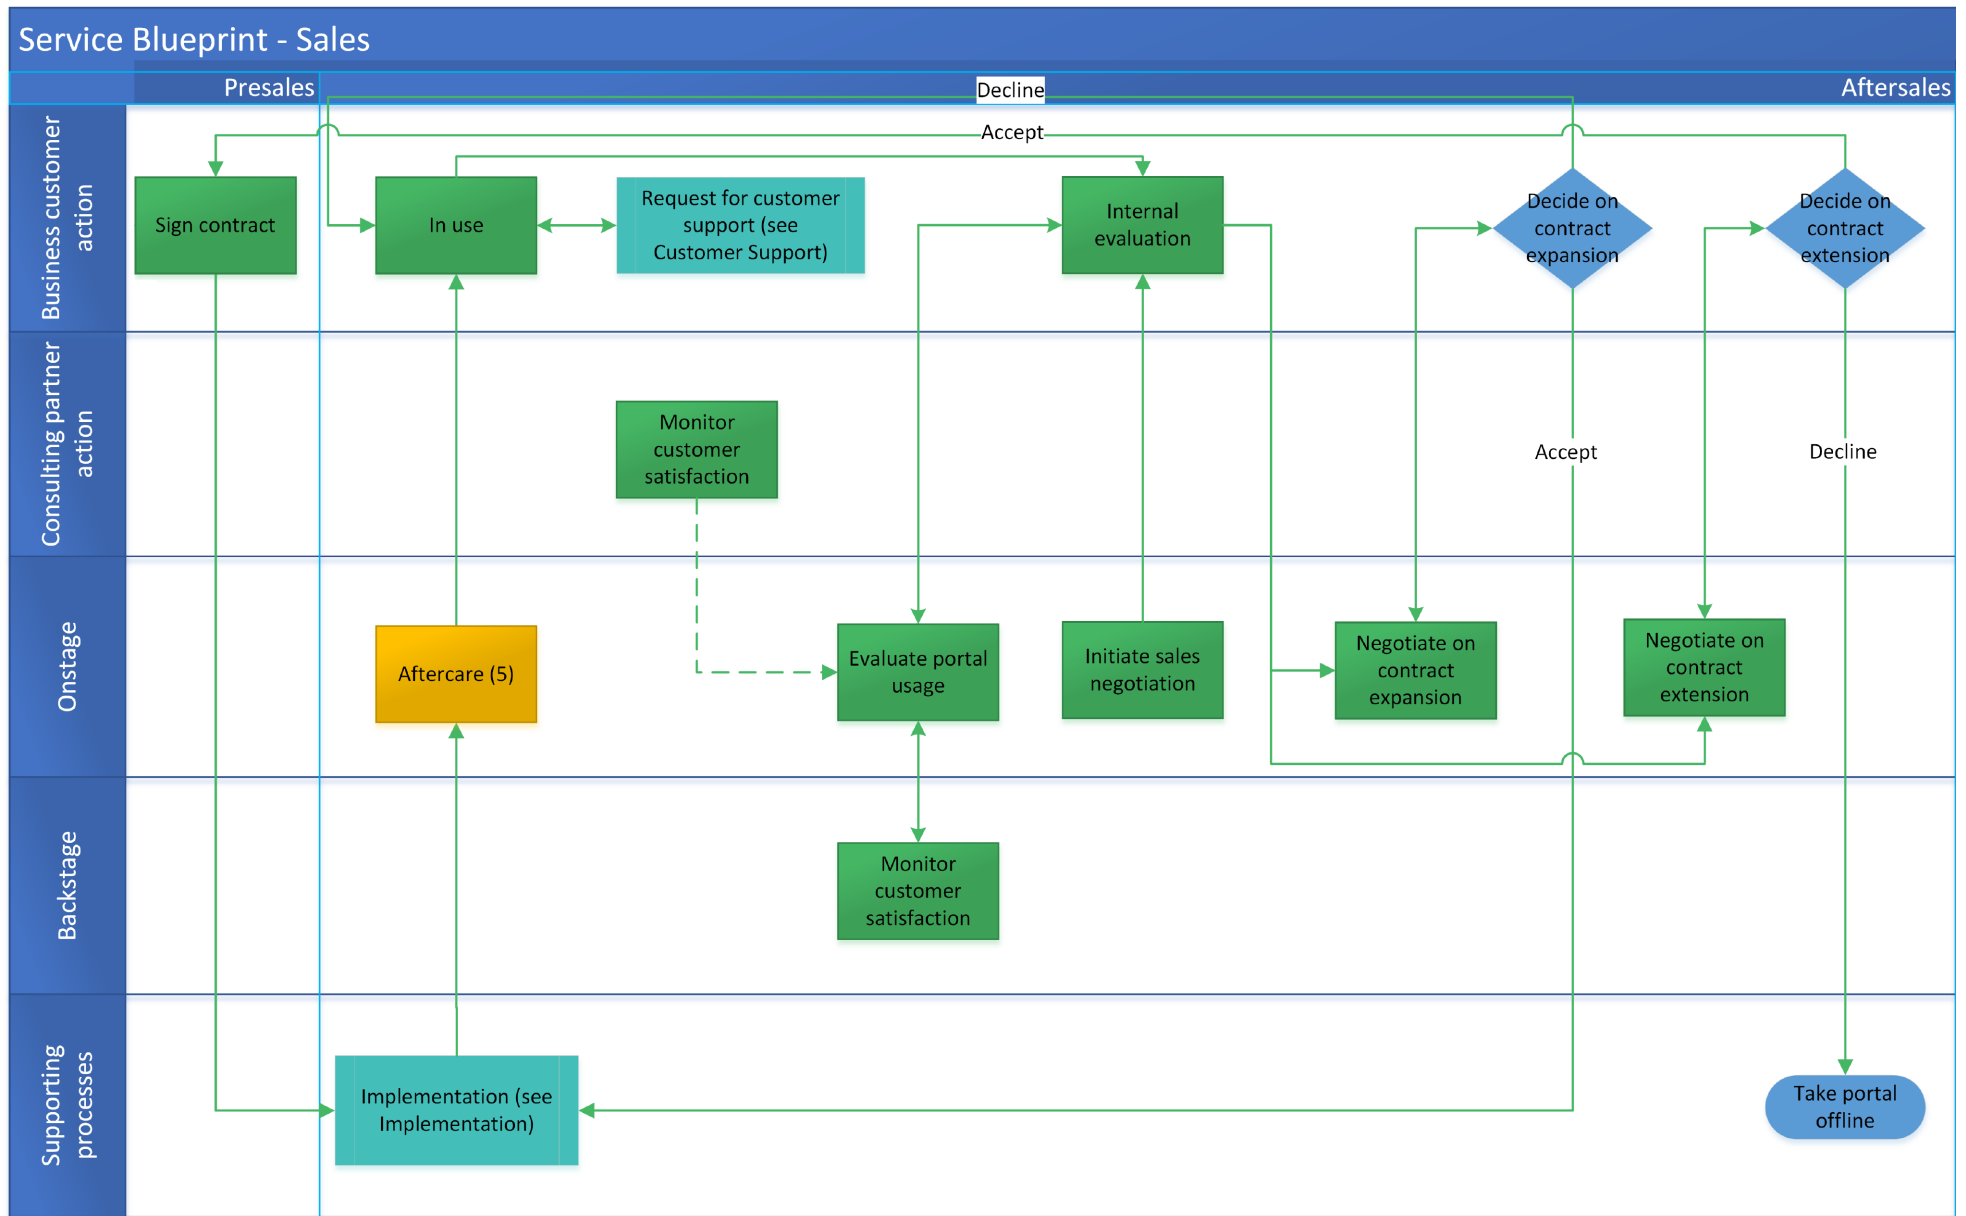 Service Blueprint - Sales
Presales
Aftersales
Decline
Accept
Business customer
action
Sign contract
In use
Request for customer
support (see
Customer Support)
Internal
evaluation
Decide on
contract
expansion
Decide on
contract
extension
Consulting partner
action
Monitor
customer
satisfaction
Accept
Decline
Onstage
Aftercare (5)
Evaluate portal
usage
Initiate sales
negotiation
Negotiate on
contract
expansion
Negotiate on
contract
extension
Backstage
Monitor
customer
satisfaction
Supporting
processes
Implementation (see
Implementation)
Take portal
offline